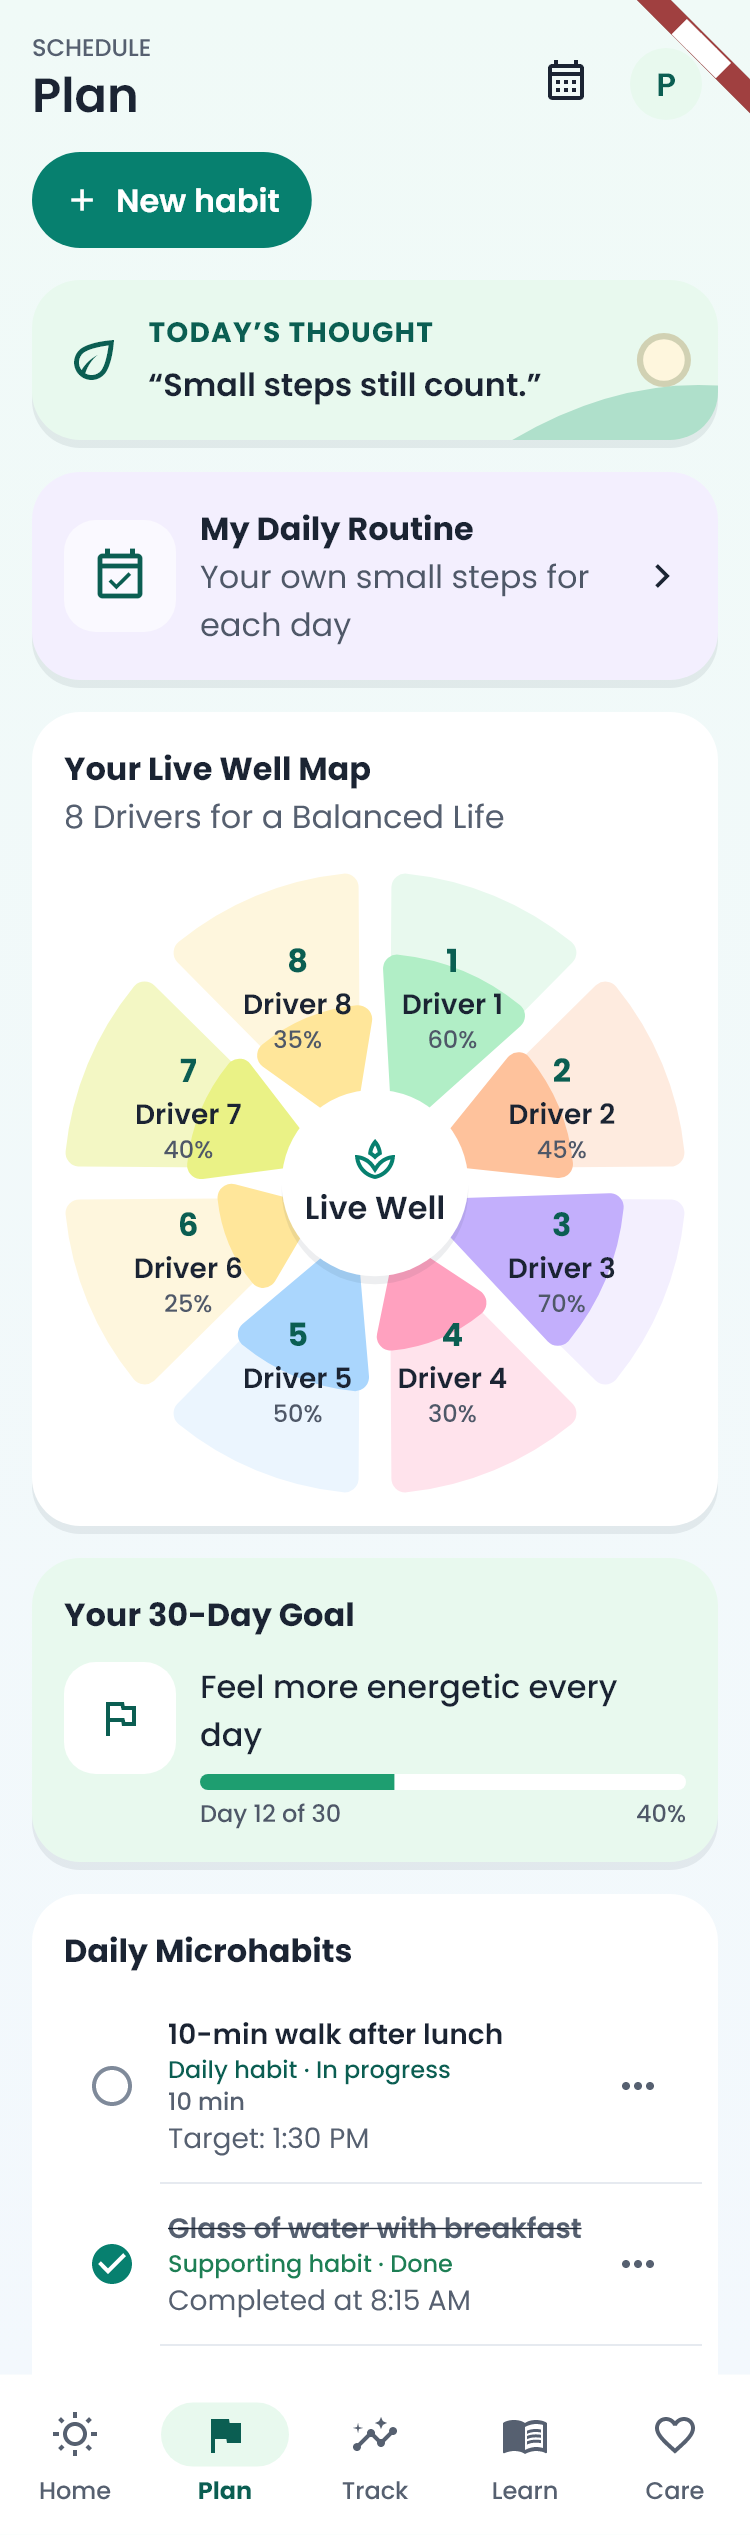 SCHEDULE
Plan
P
New habit
TODAY’S THOUGHT
“Small steps still count.”
My Daily Routine
Your own small steps for
each day
Your Live Well Map
8 Drivers for a Balanced Life
8
Driver 8
35%
1
Driver 1
60%
7
Driver 7
40%
2
Driver 2
45%
Live Well
6
Driver 6
25%
3
Driver 3
70%
5
Driver 5
50%
4
Driver 4
30%
Your 30-Day Goal
Feel more energetic every
day
Day 12 of 30 40%
Daily Microhabits
10-min walk after lunch
Daily habit · In progress
10 min
Target: 1:30 PM
Glass of water with breakfast
Supporting habit · Done
Completed at 8:15 AM
Home Plan Track Learn Care